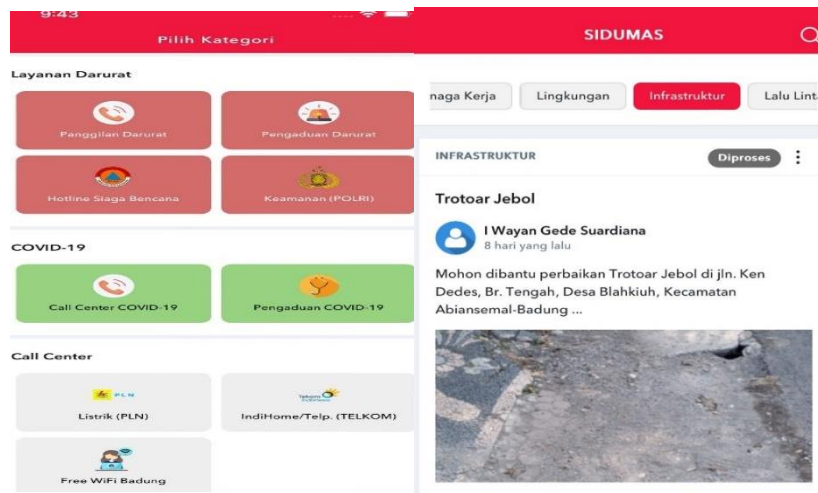 9:43
Pilih Kategori
Layanan Darurat
Panggilan Darurat
Pengaduan Darurat
Hotline Siaga Bencana
Keamanan (POLRI)
COVID-19
Call Center COVID-19
Pengaduan COVID-19
Call Center
PLN
Telkom
Indonesia
Listrik (PLN)
IndiHome/Telp. (TELKOM)
Free WiFi Badung
SIDUMAS
naga Kerja
Lingkungan
Infrastruktur
Lalu Lint
INFRASTRUKTUR
Diproses
Trotoar Jebol
I Wayan Gede Suardiana
8 hari yang lalu
Mohon dibantu perbaikan Trotoar Jebol di jln. Ken
Dedes, Br. Tengah, Desa Blahkiuh, Kecamatan
Abiansemal-Badung ...